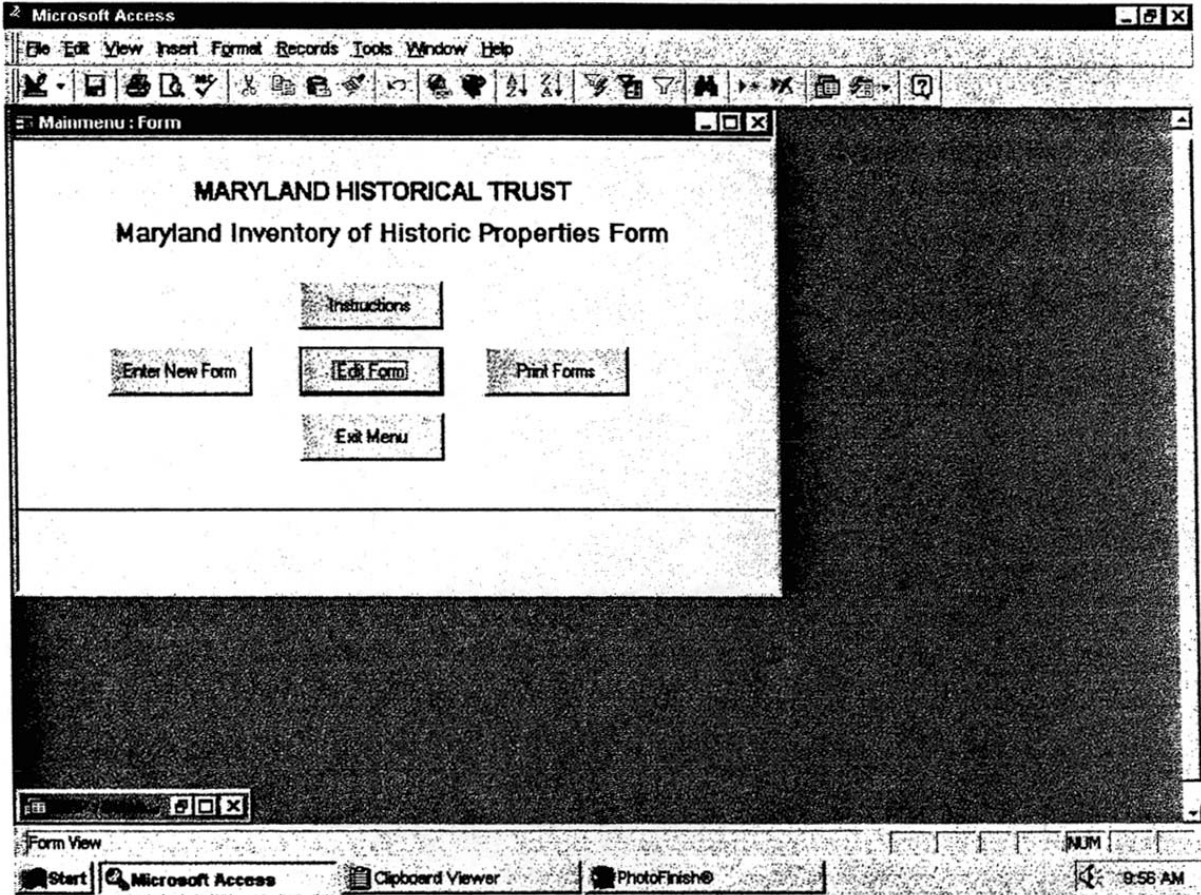 Microsoft Access
File Edit View Insert Format Records Tools Window Help
Mainmenu : Form
MARYLAND HISTORICAL TRUST
Maryland Inventory of Historic Properties Form
Instructions
Enter New Form Edit Form Print Forms
Exit Menu
Form View NUM
Start Microsoft Access Clipboard Viewer PhotoFinish® 9:56 AM